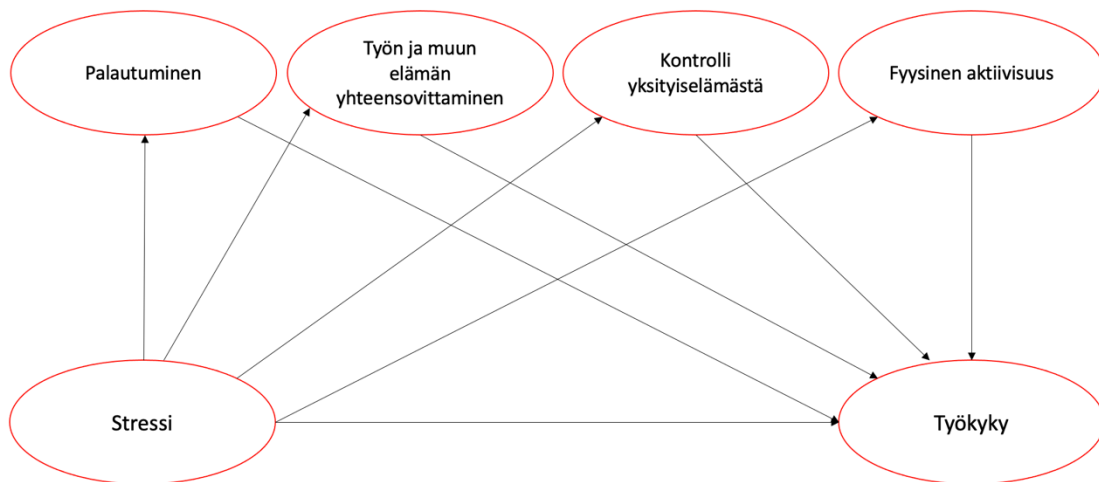 Palautuminen
Työn ja muun
elämän
yhteensovittaminen
Kontrolli
yksityiselämästä
Fyysinen aktiivisuus
Stressi
Työkyky